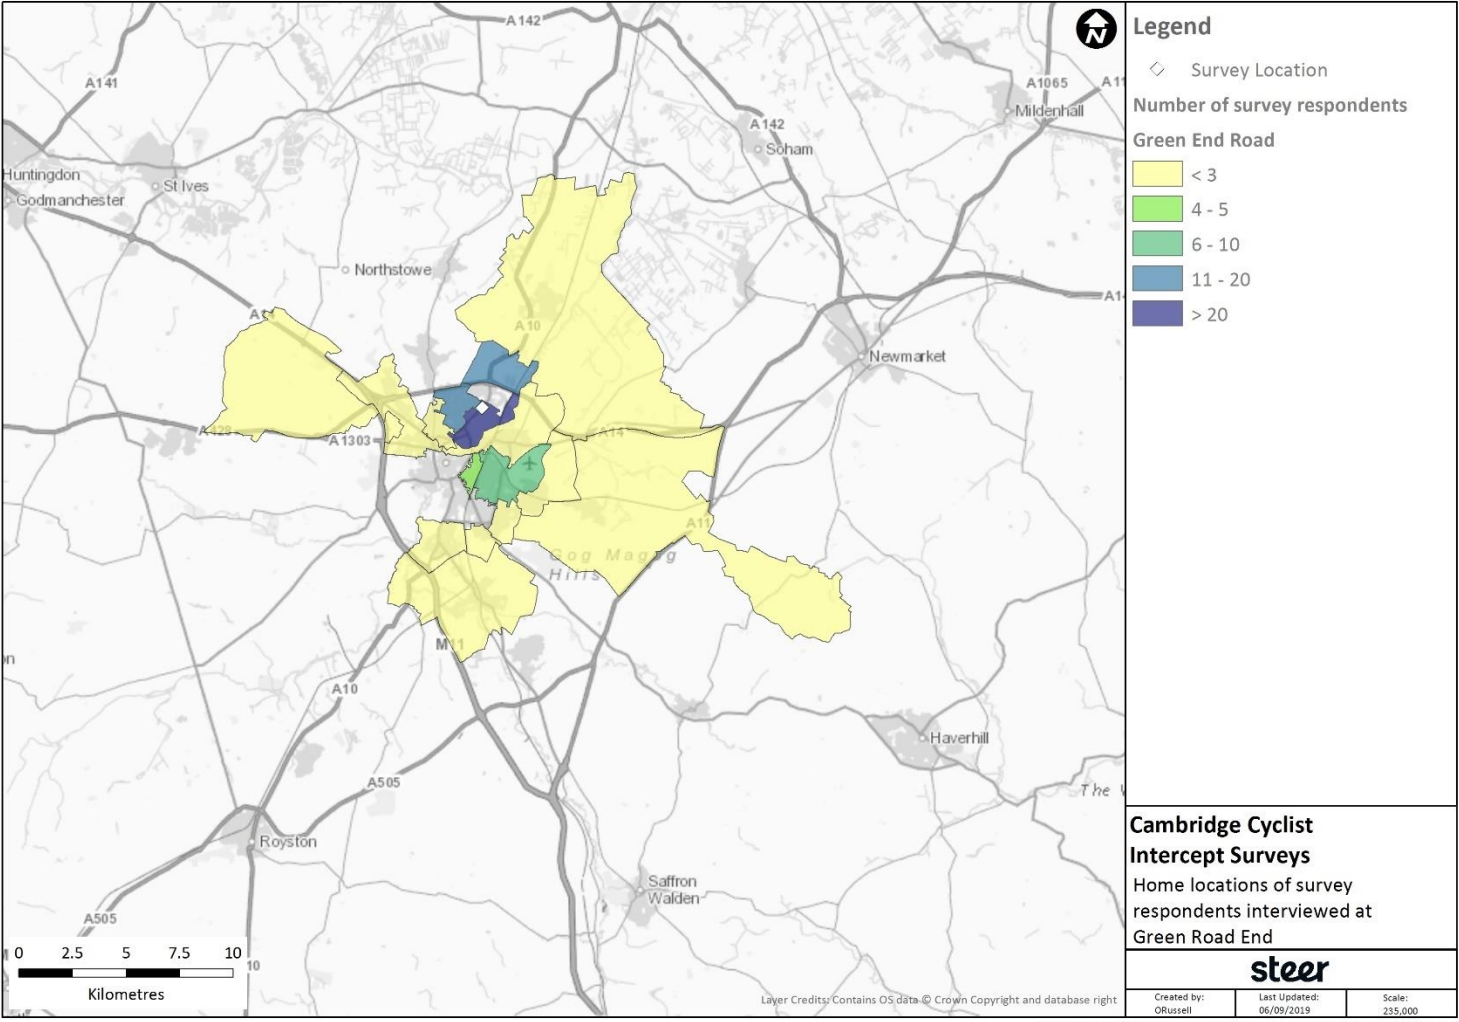 A142
A141
A1065
A11
Mildenhall
A142
Soham
Huntingdon
St Ives
Godmanchester
Northstowe
A14
A14
A10
Newmarket
A428
A1303
A14
A11
Gog Magog
Hills
M11
A10
Haverhill
A505
The
Royston
Saffron
Walden
A505
10
0 2.5 5 7.5 10
Kilometres
Layer Credits: Contains OS data © Crown Copyright and database right
N
Legend
Survey Location
Number of survey respondents
Green End Road
< 3
4 - 5
6 - 10
11 - 20
> 20
Cambridge Cyclist
Intercept Surveys
Home locations of survey
respondents interviewed at
Green Road End
steer
Created by: Last Updated: Scale:
ORussell 06/09/2019 235,000